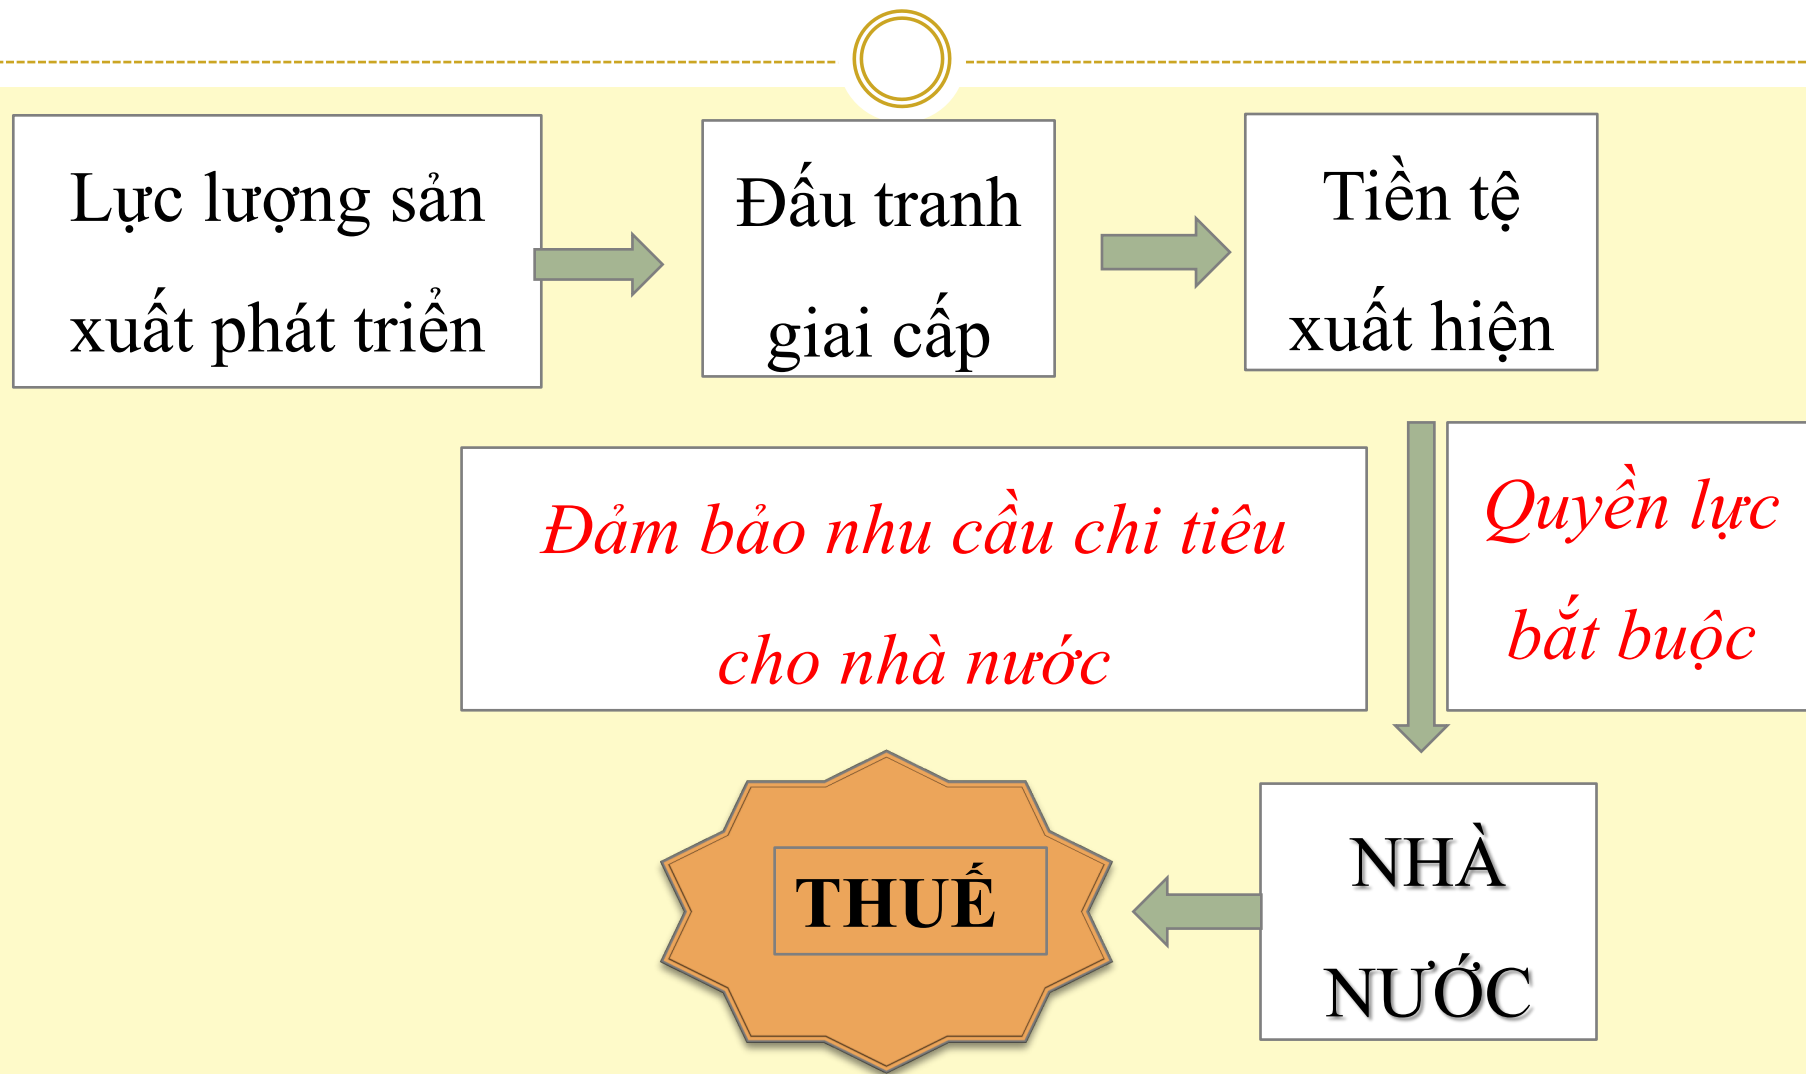 Lực lượng sản
xuất phát triển
Đấu tranh
giai cấp
Tiền tệ
xuất hiện
Đảm bảo nhu cầu chi tiêu
cho nhà nước
Quyền lực
bắt buộc
THUẾ
NHÀ
NƯỚC